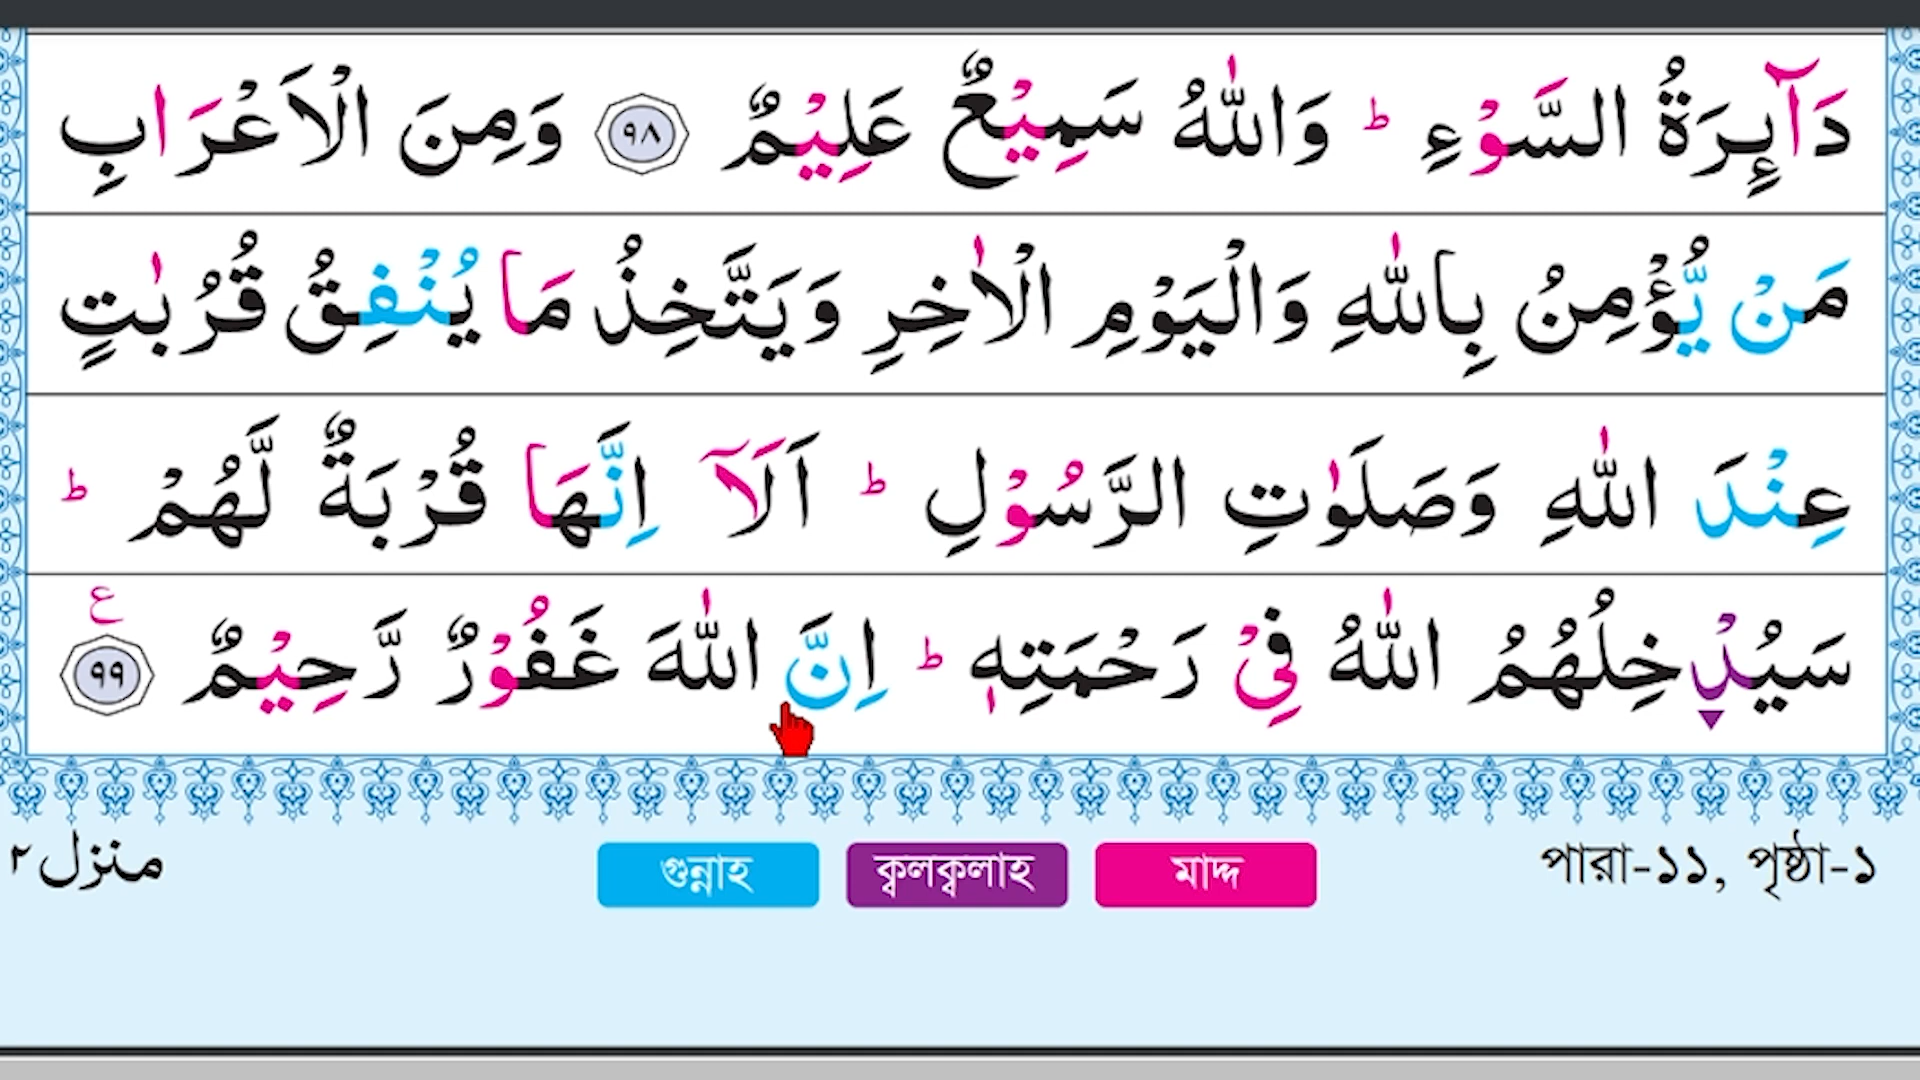 دَآئِرَةُ السَّوْءِ ؕ وَاللّٰهُ سَمِيْعٌ عَلِيْمٌ ٩٨ وَمِنَ الْاَعْرَابِ
مَنْ يُّؤْمِنُ بِاللّٰهِ وَالْيَوْمِ الْاٰخِرِ وَيَتَّخِذُ مَا يُنْفِقُ قُرُبٰتٍ
عِنْدَ اللّٰهِ وَصَلَوٰتِ الرَّسُوْلِ ؕ اَلَاۤ اِنَّهَا قُرْبَةٌ لَّهُمْ ؕ
سَيُدْخِلُهُمُ اللّٰهُ فِيْ رَحْمَتِهٖ ؕ اِنَّ اللّٰهَ غَفُوْرٌ رَّحِيْمٌ ٩٩ ع
منزل ٢ গুন্নাহ ক্বলক্বলাহ মাদ্দ পারা-১১, পৃষ্ঠা-১